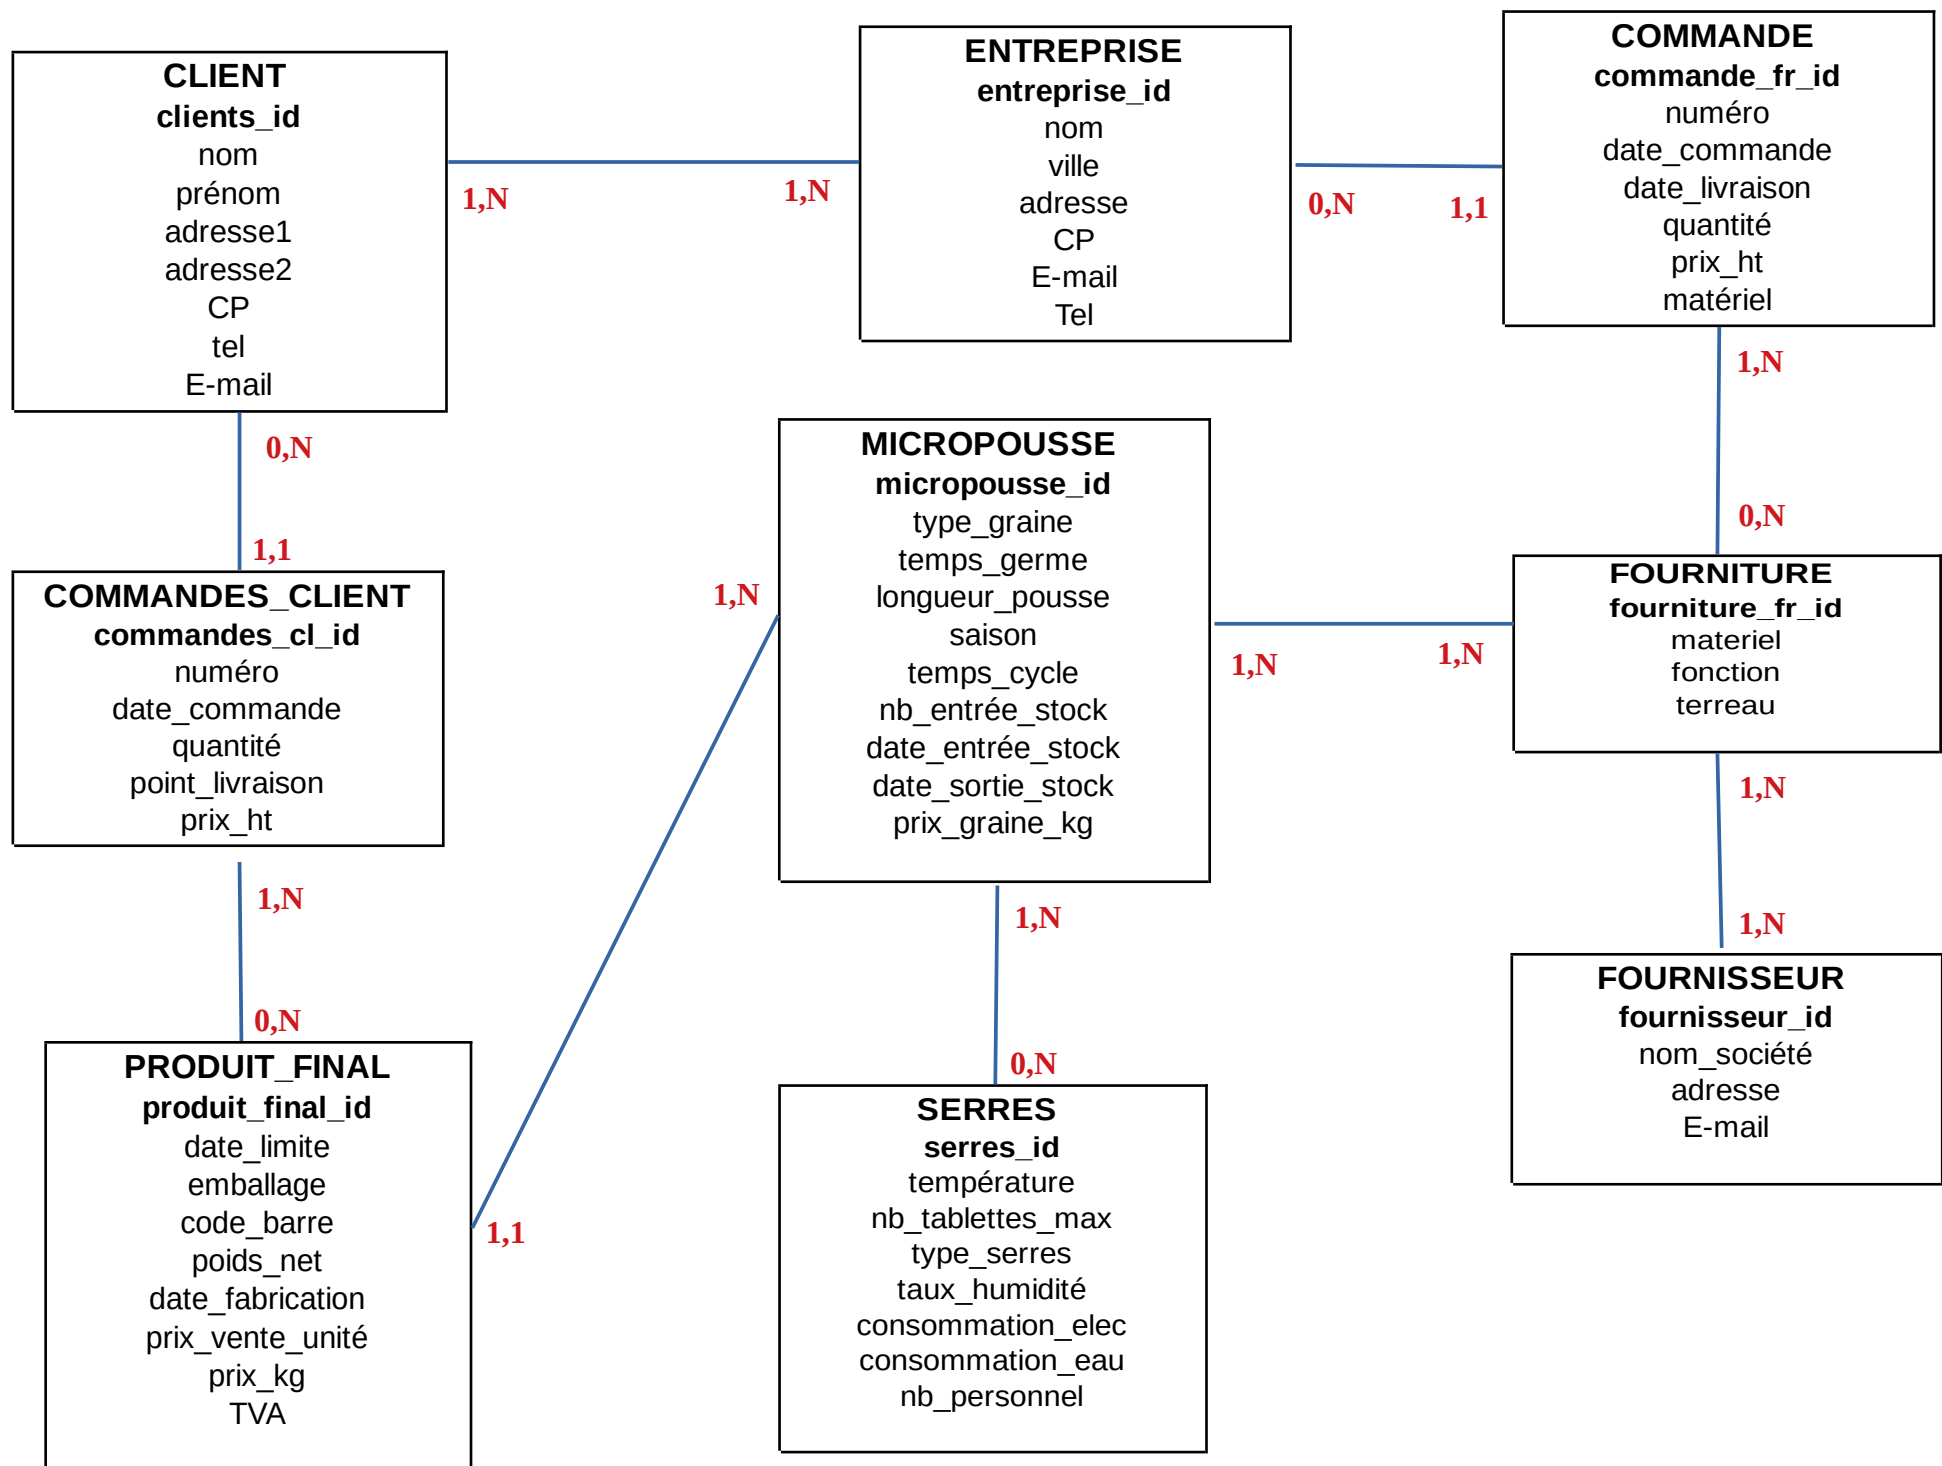 CLIENT
clients_id
nom
prénom
adresse1
adresse2
CP
tel
E-mail
1,N
1,N
ENTREPRISE
entreprise_id
nom
ville
adresse
CP
E-mail
Tel
0,N
1,1
COMMANDE
commande_fr_id
numéro
date_commande
date_livraison
quantité
prix_ht
matériel
0,N
1,1
1,N
0,N
COMMANDES_CLIENT
commandes_cl_id
numéro
date_commande
quantité
point_livraison
prix_ht
1,N
MICROPOUSSE
micropousse_id
type_graine
temps_germe
longueur_pousse
saison
temps_cycle
nb_entrée_stock
date_entrée_stock
date_sortie_stock
prix_graine_kg
1,N
1,N
FOURNITURE
fourniture_fr_id
materiel
fonction
terreau
1,N
1,N
1,N
0,N
1,N
0,N
PRODUIT_FINAL
produit_final_id
date_limite
emballage
code_barre
poids_net
date_fabrication
prix_vente_unité
prix_kg
TVA
1,1
SERRES
serres_id
température
nb_tablettes_max
type_serres
taux_humidité
consommation_elec
consommation_eau
nb_personnel
FOURNISSEUR
fournisseur_id
nom_société
adresse
E-mail